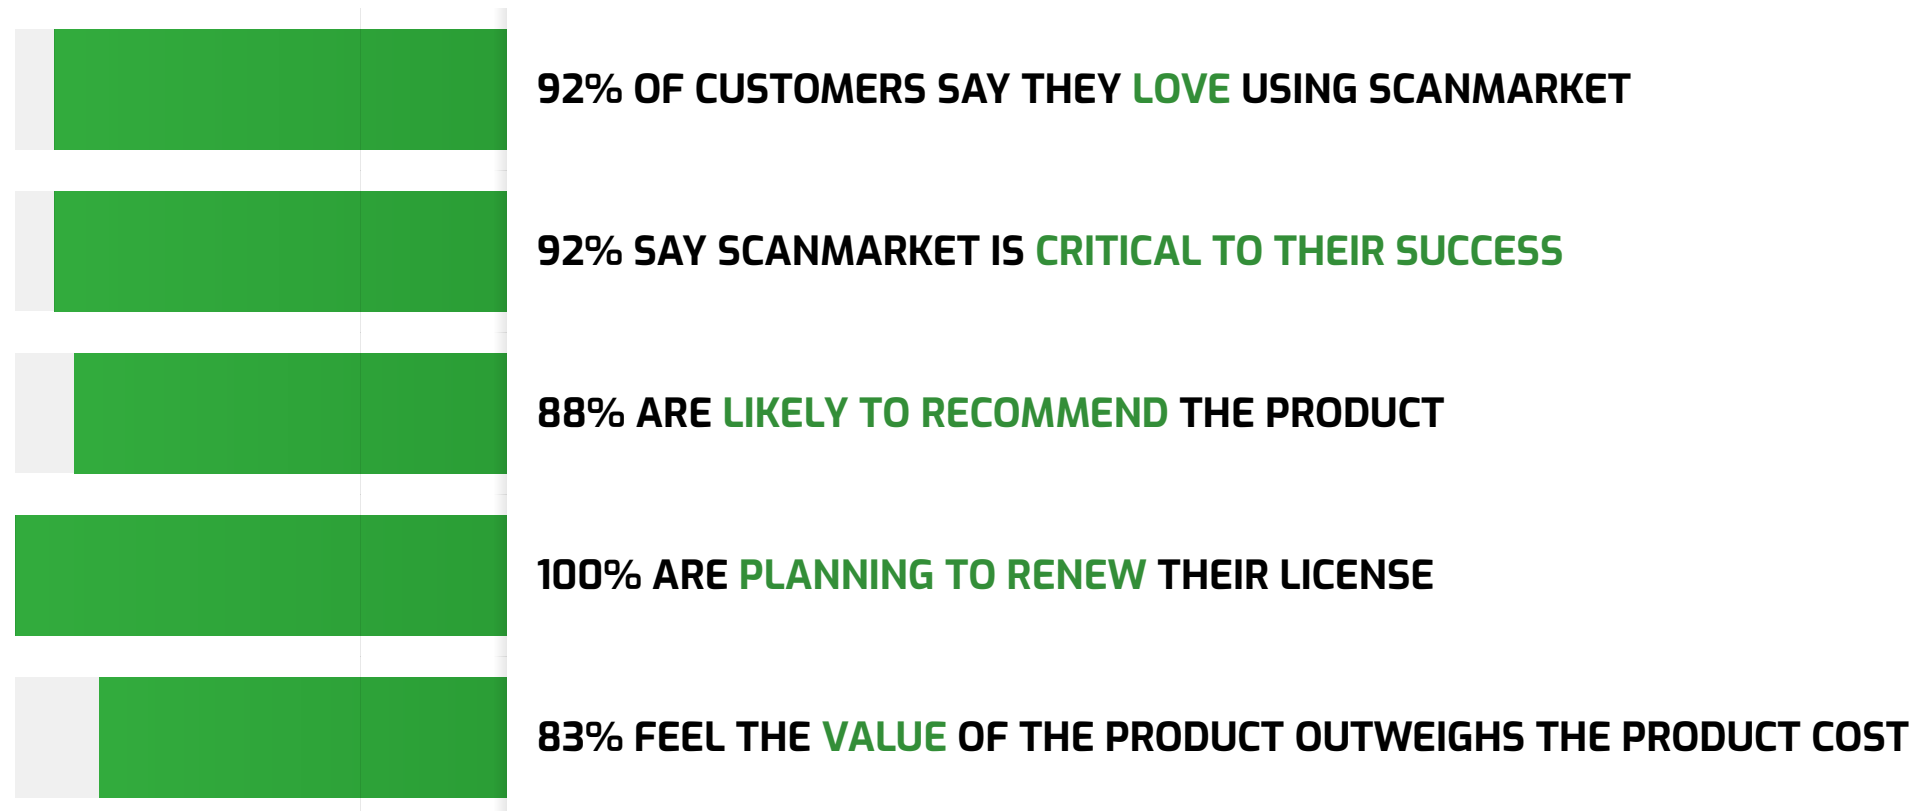 92% OF CUSTOMERS SAY THEY LOVE USING SCANMARKET
92% SAY SCANMARKET IS CRITICAL TO THEIR SUCCESS
88% ARE LIKELY TO RECOMMEND THE PRODUCT
100% ARE PLANNING TO RENEW THEIR LICENSE
83% FEEL THE VALUE OF THE PRODUCT OUTWEIGHS THE PRODUCT COST